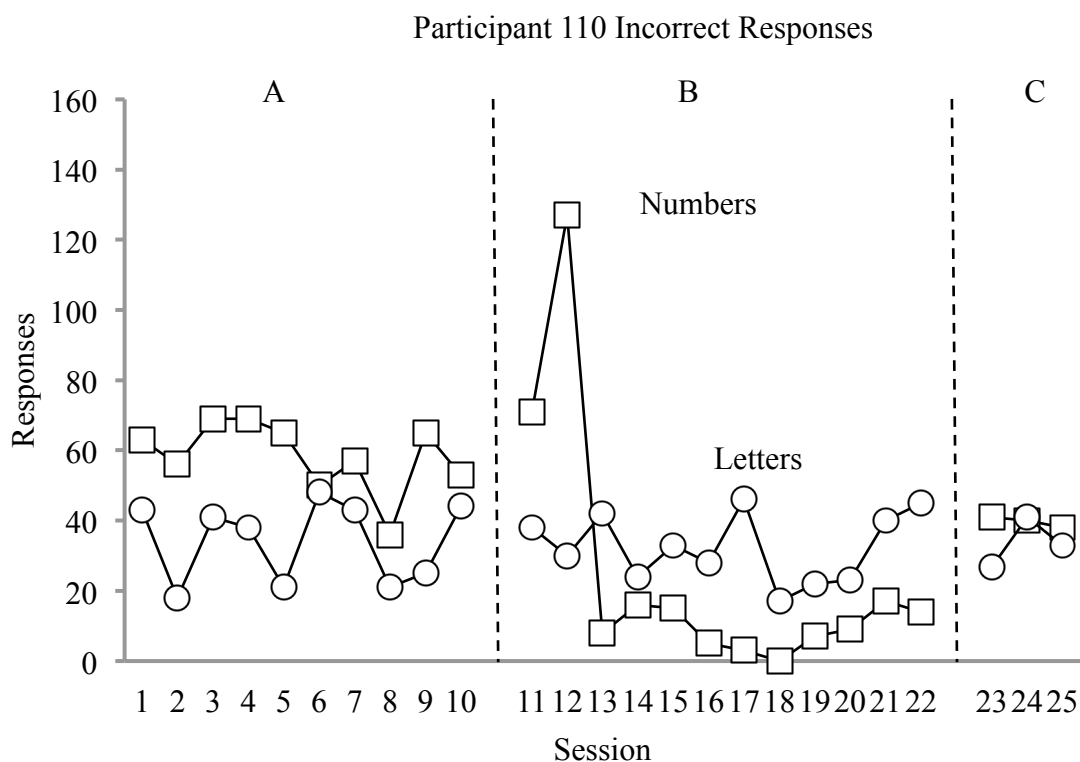 Participant 110 Incorrect Responses
A B C
160
140
120
100
80
60
40
20
0
Responses
Numbers
Letters
1 2 3 4 5 6 7 8 9 10 11 12 13 14 15 16 17 18 19 20 21 22 23 24 25
Session